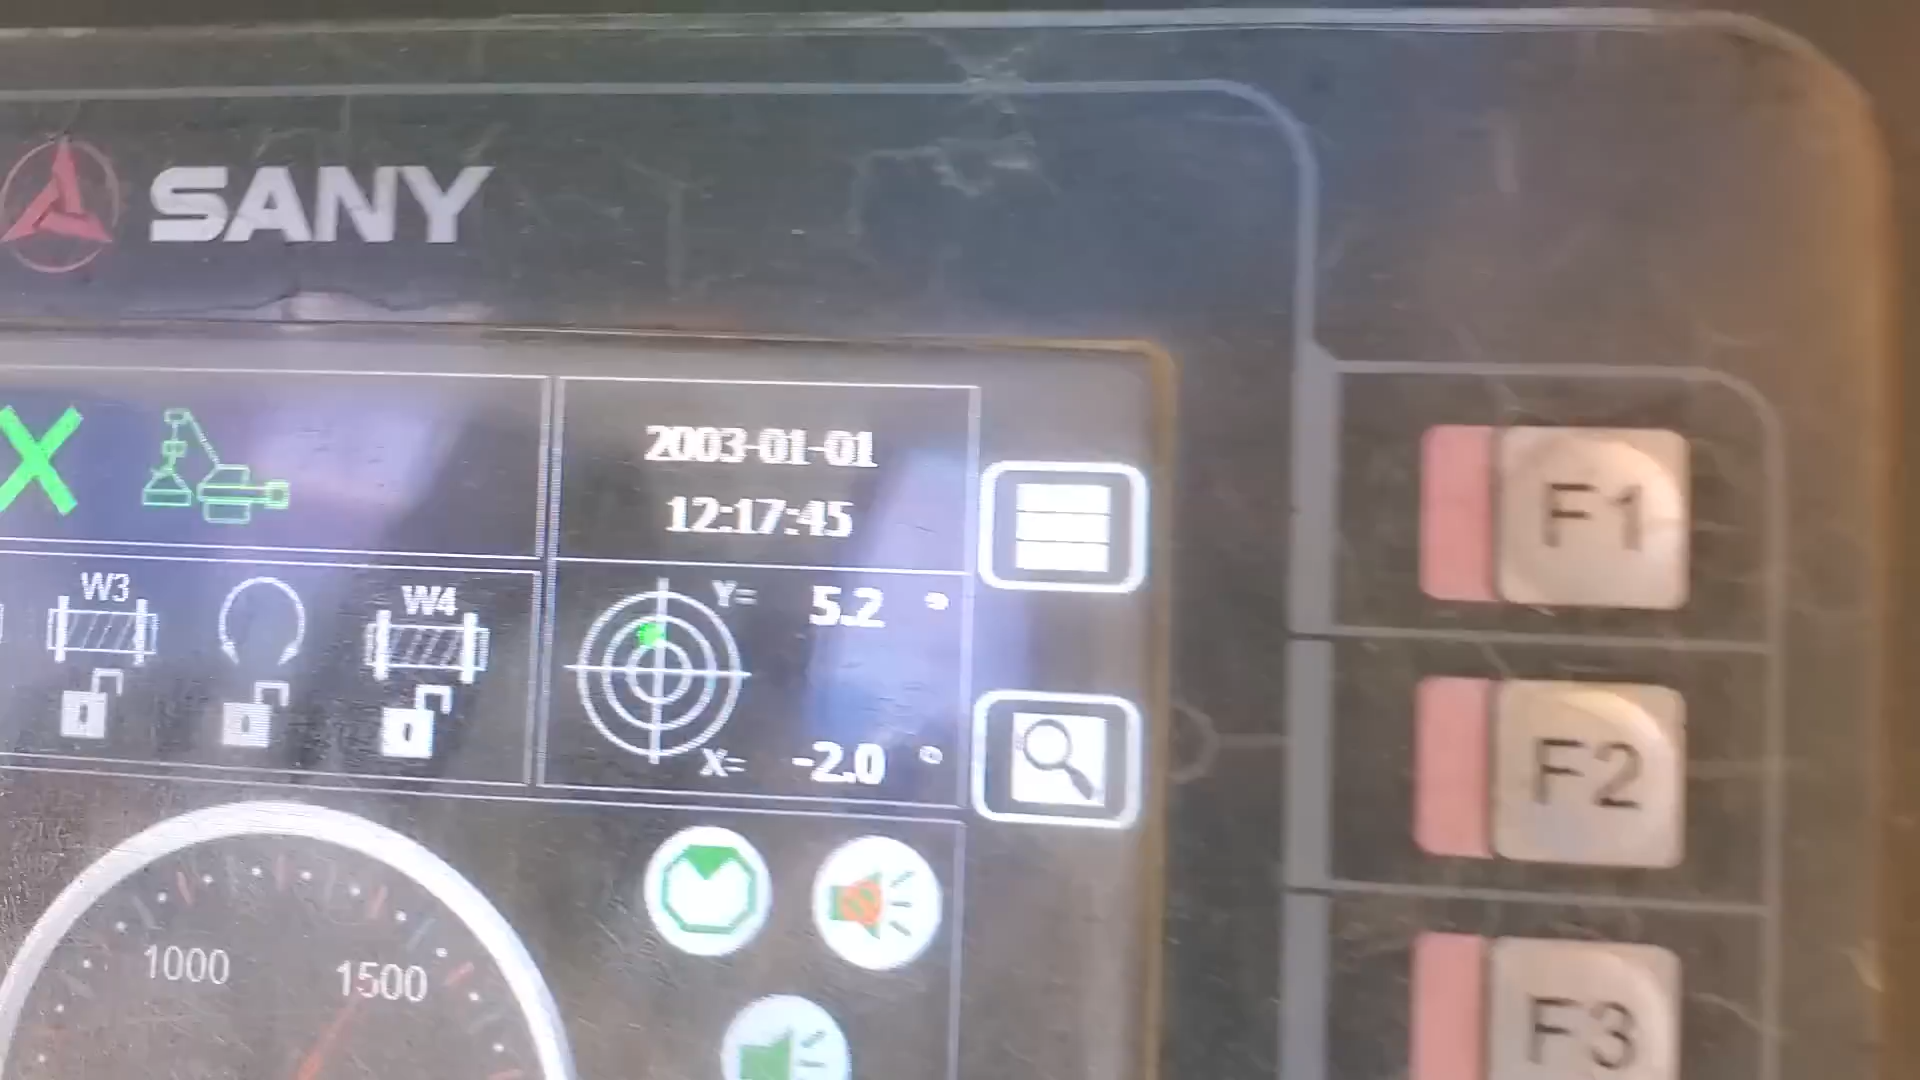 SANY
2003-01-01
12:17:45
F1
W3
W4
Y= 5.2 °
X= -2.0 °
F2
1000
1500
F3